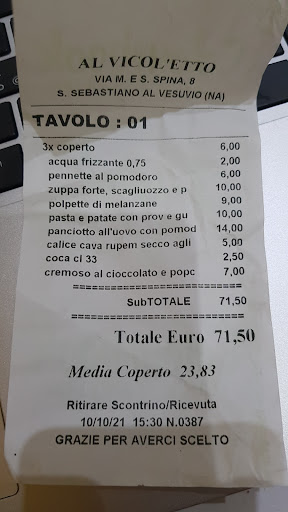 AL VICOL'ETTO
VIA M. E S. SPINA, 8
S. SEBASTIANO AL VESUVIO (NA)
TAVOLO : 01
3x coperto 6,00
acqua frizzante 0,75 2,00
pennette al pomodoro 6,00
zuppa forte, scagliuozzo e p 10,00
polpette di melanzane 9,00
pasta e patate con prov e gu 10,00
panciotto all'uovo con pomod 14,00
calice cava rupem secco agli 5,00
coca cl 33 2,50
cremoso al cioccolato e popc 7,00
==============================
SubTOTALE 71,50
==============================
Totale Euro 71,50
Media Coperto 23,83
Ritirare Scontrino/Ricevuta
10/10/21 15:30 N.0387
GRAZIE PER AVERCI SCELTO